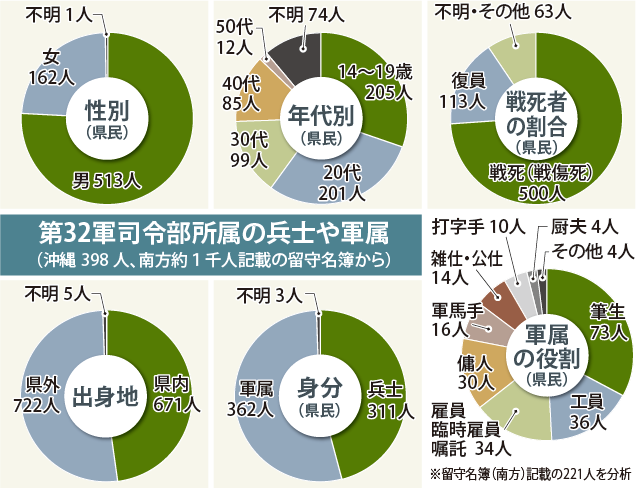 不明 1人
女
162人
性別
(県民)
男 513人
不明 74人
50代
12人
40代
85人
30代
99人
14〜19歳
205人
20代
201人
年代別
(県民)
不明・その他 63人
復員
113人
戦死者
の割合
(県民)
戦死(戦傷死)
500人
第32軍司令部所属の兵士や軍属
(沖縄 398 人、南方約 1 千人記載の留守名簿から)
不明 5人
県外
722人
出身地
県内
671人
不明 3人
軍属
362人
身分
(県民)
兵士
311人
打字手 10人
厨夫 4人
その他 4人
雑仕・公仕
14人
軍馬手
16人
傭人
30人
雇員
臨時雇員
嘱託 34人
筆生
73人
工員
36人
軍属
の役割
(県民)
※留守名簿(南方)記載の221人を分析